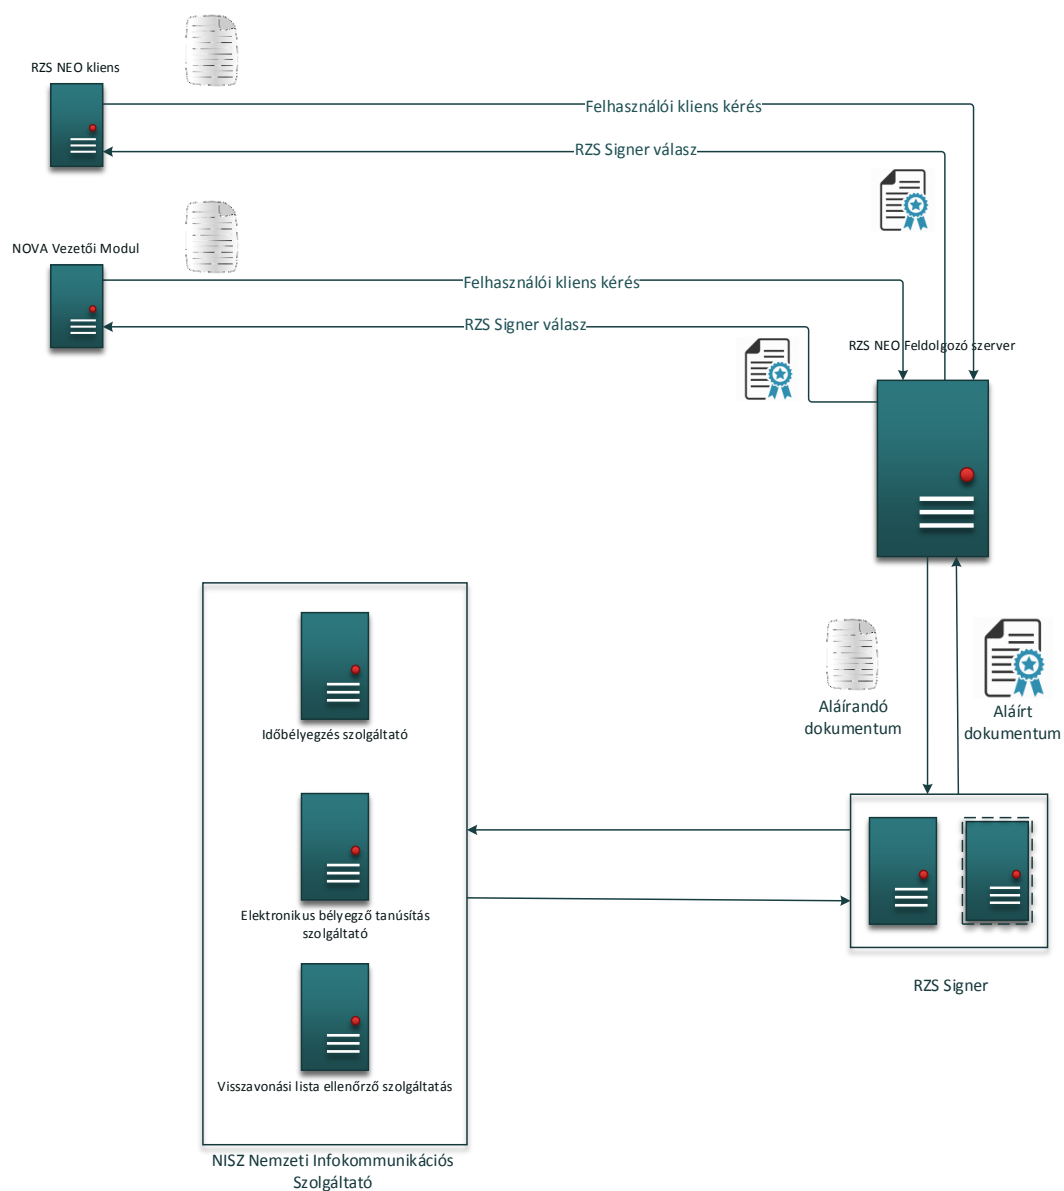 RZS NEO kliens
Felhasználói kliens kérés
RZS Signer válasz
NOVA Vezetői Modul
Felhasználói kliens kérés
RZS Signer válasz
RZS NEO Feldolgozó szerver
Aláírandó
dokumentum
Aláírt
dokumentum
Időbélyegzés szolgáltató
Elektronikus bélyegző tanúsítás
szolgáltató
RZS Signer
Visszavonási lista ellenőrző szolgáltatás
NISZ Nemzeti Infokommunikációs
Szolgáltató